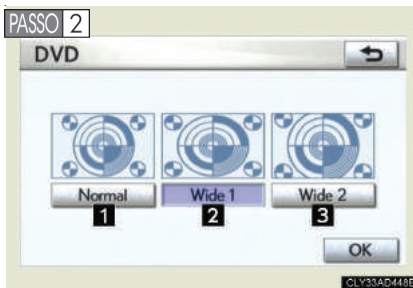 PASSO 2
DVD
Normal Wide 1 Wide 2
1 2 3
OK
CLY33AD448E